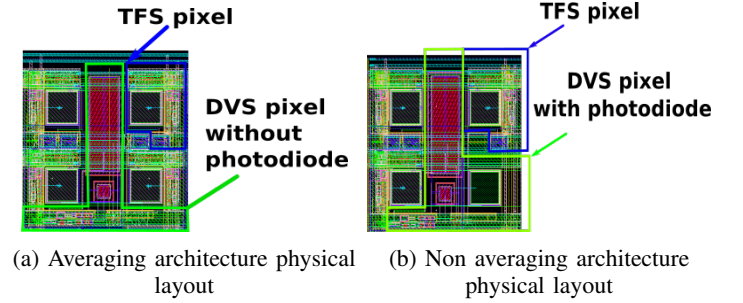 TFS pixel
DVS pixel
without
photodiode
TFS pixel
DVS pixel
with photodiode
(a) Averaging architecture physical
layout
(b) Non averaging architecture
physical layout